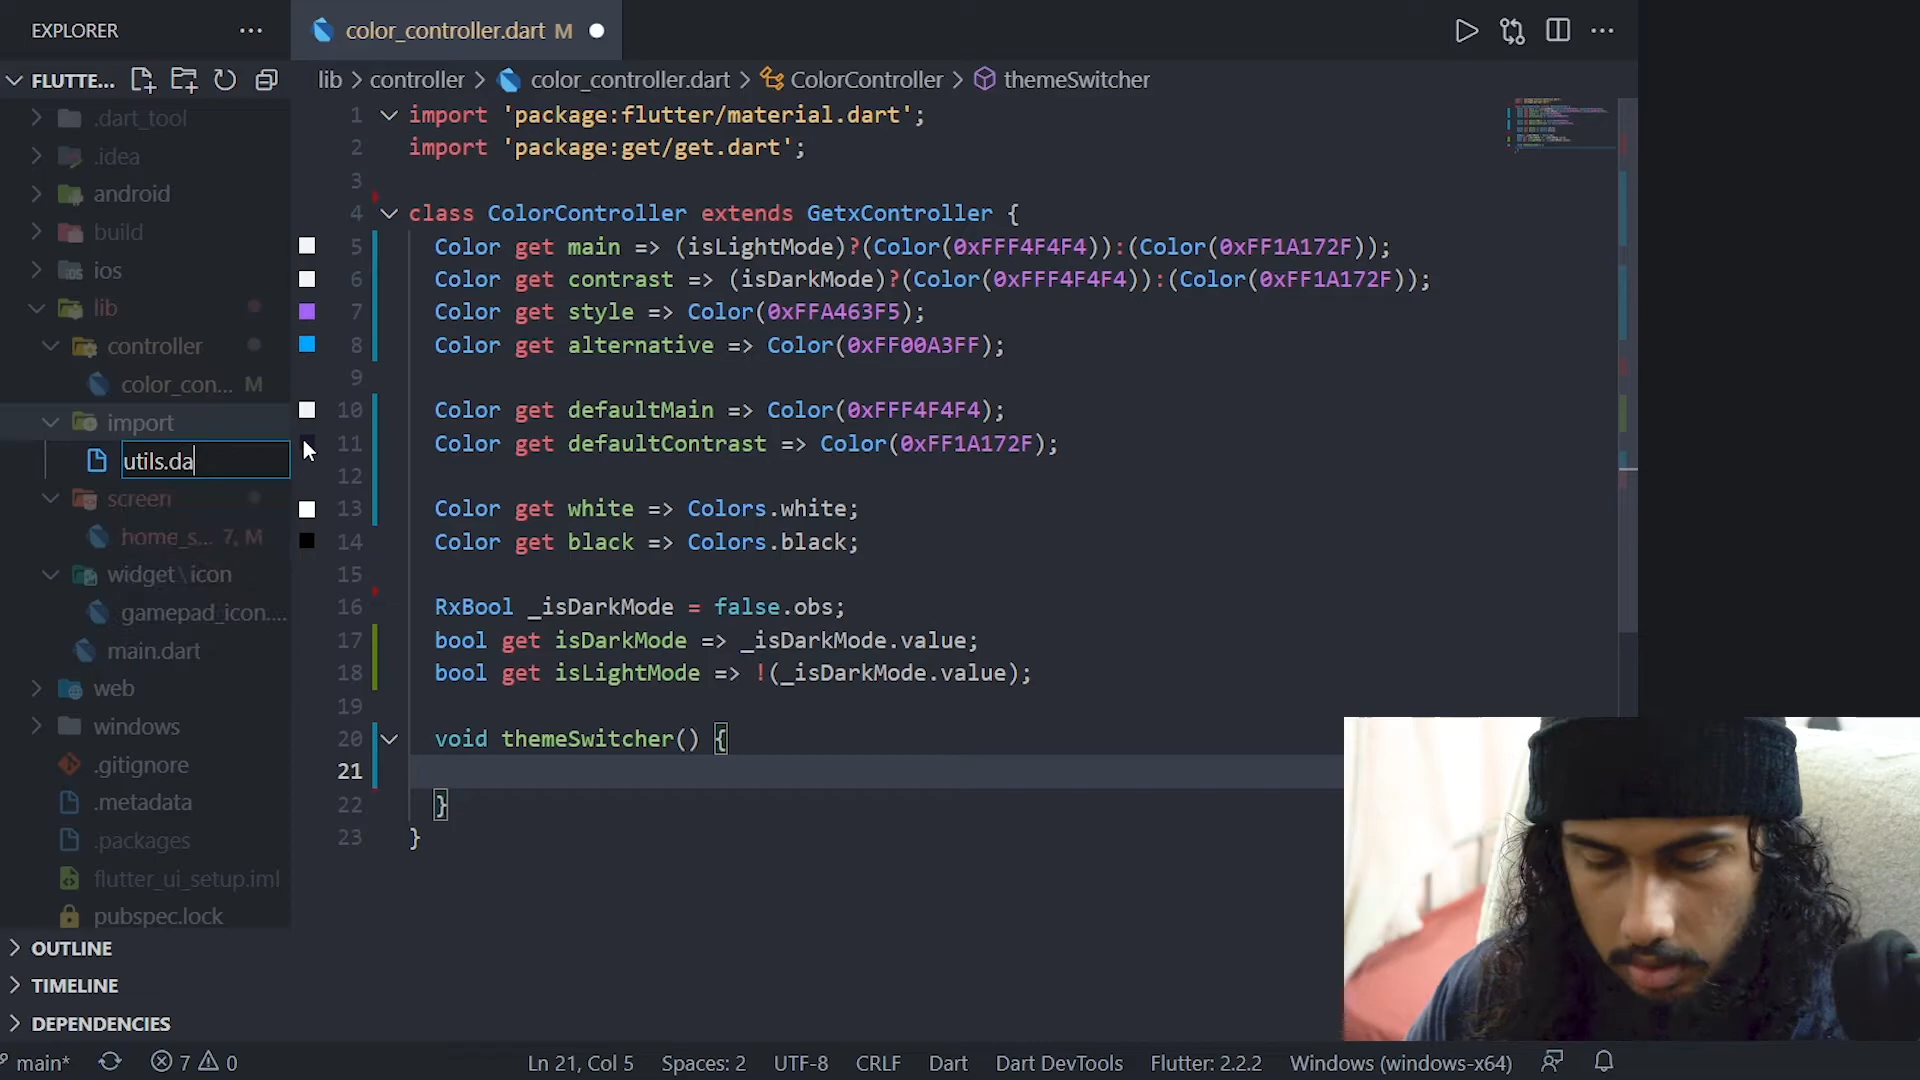 EXPLORER
color_controller.dart M
FLUTTE...
lib > controller > color_controller.dart > ColorController > themeSwitcher
.dart_tool
.idea
android
build
ios
lib
controller
color_con... M
import
utils.da
screen
home_s... 7, M
widget \ icon
gamepad_icon....
main.dart
web
windows
.gitignore
.metadata
.packages
flutter_ui_setup.iml
pubspec.lock
OUTLINE
TIMELINE
DEPENDENCIES
1 import 'package:flutter/material.dart';
2 import 'package:get/get.dart';
3
4 class ColorController extends GetxController {
5 Color get main => (isLightMode)?(Color(0xFFF4F4F4)):(Color(0xFF1A172F));
6 Color get contrast => (isDarkMode)?(Color(0xFFF4F4F4)):(Color(0xFF1A172F));
7 Color get style => Color(0xFFA463F5);
8 Color get alternative => Color(0xFF00A3FF);
9
10 Color get defaultMain => Color(0xFFF4F4F4);
11 Color get defaultContrast => Color(0xFF1A172F);
12
13 Color get white => Colors.white;
14 Color get black => Colors.black;
15
16 RxBool _isDarkMode = false.obs;
17 bool get isDarkMode => _isDarkMode.value;
18 bool get isLightMode => !(_isDarkMode.value);
19
20 void themeSwitcher() {
21
22 }
23 }
main* 7 0 Ln 21, Col 5 Spaces: 2 UTF-8 CRLF Dart Dart DevTools Flutter: 2.2.2 Windows (windows-x64)